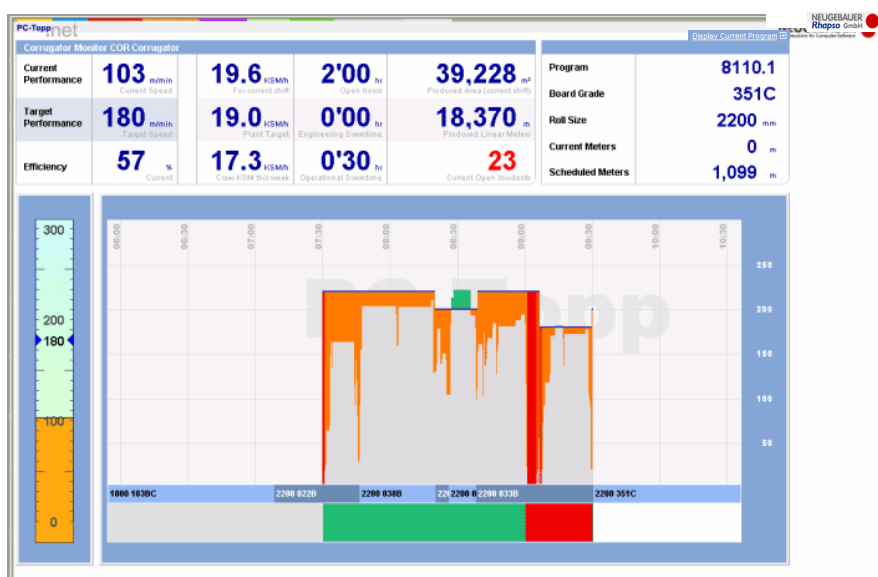 PC-Topp.net
NEUGEBAUER
Rhapso GmbH
Display Current Program
Corrugator Monitor COR Corrugator
Current Performance 103 m/min 19.6 KSM/h 2'00 hr 39,228 m²
Current Speed For current shift Open hours Produced Area (current shift)
Target Performance 180 m/min 19.0 KSM/h 0'00 hr 18,370 m
Target Speed Plant Target Engineering Downtime Produced Linear Meters
Efficiency 57 % 17.3 KSM/h 0'30 hr 23
Current Crew KSM this week Operational Downtime Current Open Incidents
Program 8110.1
Board Grade 351C
Roll Size 2200 mm
Current Meters 0 m
Scheduled Meters 1,099 m
300
200
180
100
0
06:00 06:30 07:00 07:30 08:00 08:30 09:00 09:30 10:00 10:30
PC-Topp
250
200
150
100
50
1800 183BC 2200 022B 2200 038B 22( 2200 0 2200 033B 2200 351C